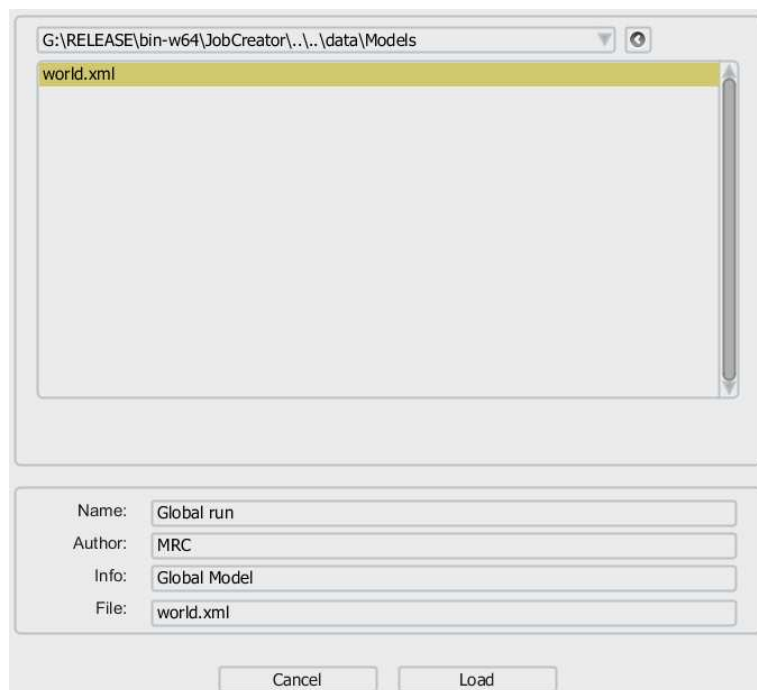 G:\RELEASE\bin-w64\JobCreator\..\..\data\Models
world.xml
Name: Global run
Author: MRC
Info: Global Model
File: world.xml
Cancel Load